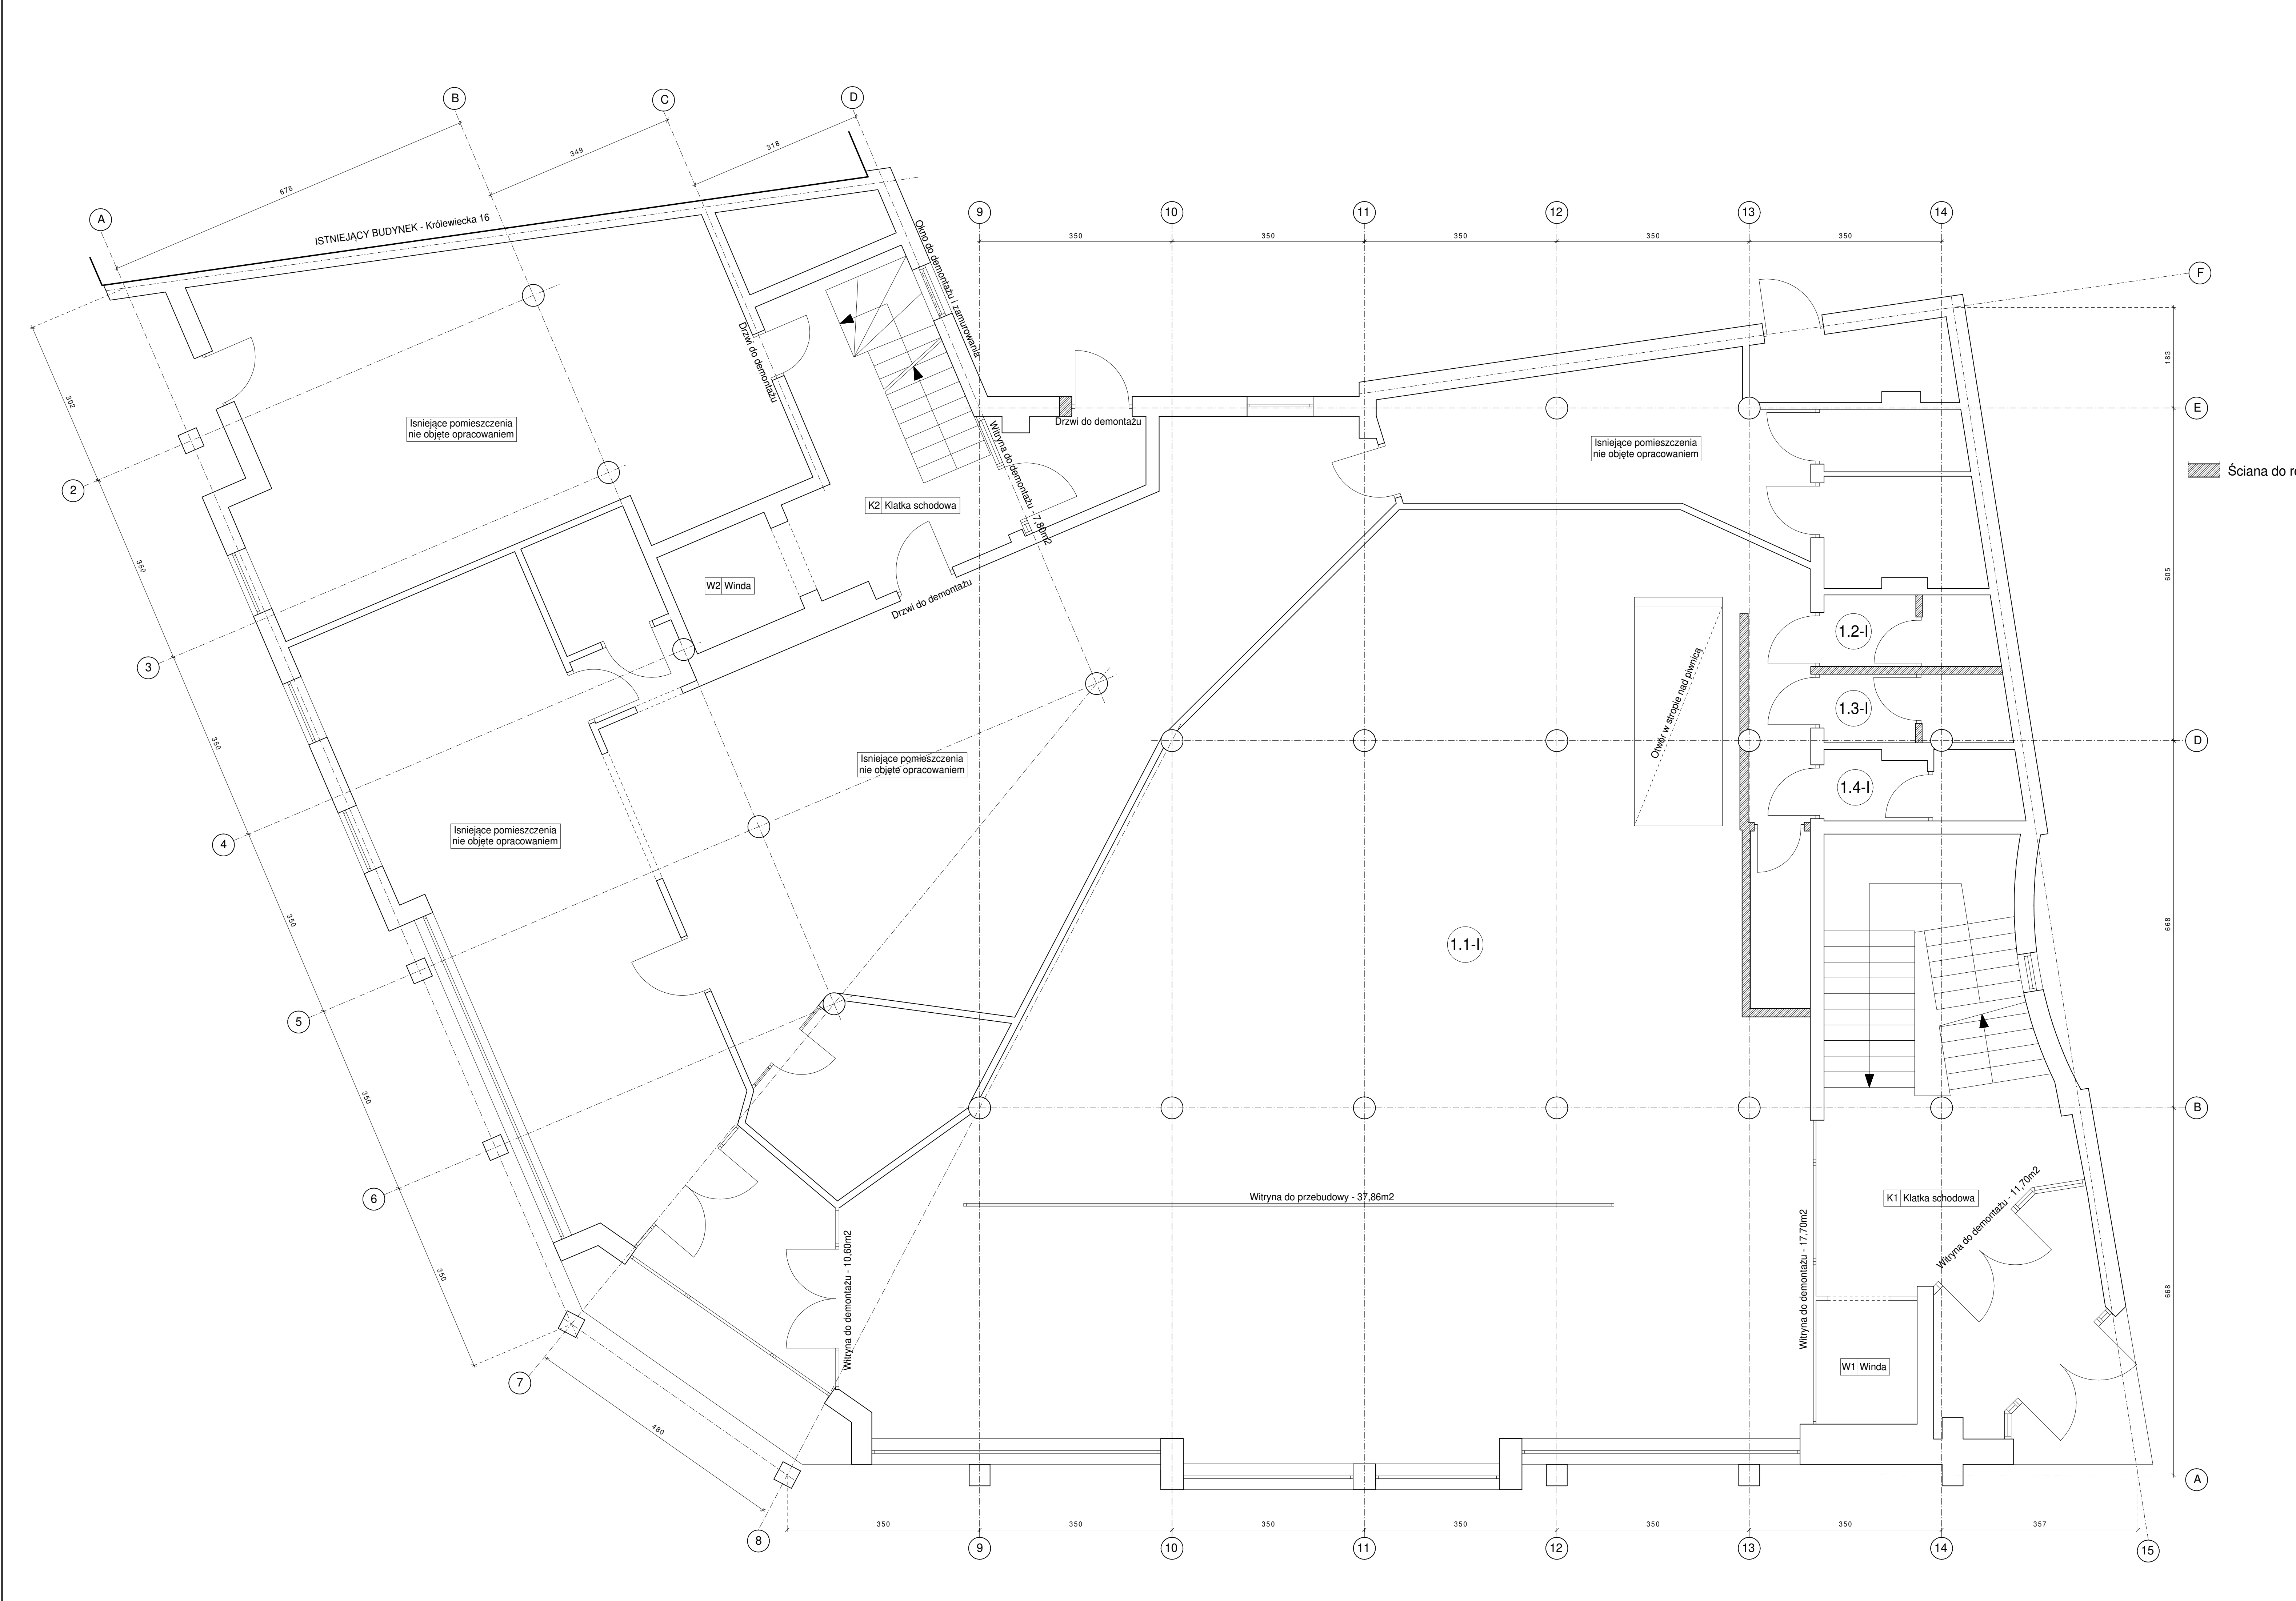 A
B
C
D
678
349
318
ISTNIEJĄCY BUDYNEK - Królewiecka 16
Okno do demontażu i zamurowania
9
10
11
12
13
14
350
350
350
350
350
F
183
E
302
2
Drzwi do demontażu
Isniejące pomieszczenia
nie objęte opracowaniem
Witryna do demontażu - 7,80m2
Drzwi do demontażu
Isniejące pomieszczenia
nie objęte opracowaniem
Ściana do
K2 Klatka schodowa
350
W2 Winda
Drzwi do demontażu
605
1.2-I
3
Otwór w stropie nad piwnicą
1.3-I
D
350
Isniejące pomieszczenia
nie objęte opracowaniem
1.4-I
4
Isniejące pomieszczenia
nie objęte opracowaniem
350
1.1-I
668
5
350
B
6
Witryna do przebudowy - 37,86m2
K1 Klatka schodowa
Witryna do demontażu - 11,70m2
Witryna do demontażu - 10,60m2
Witryna do demontażu - 17,70m2
350
668
7
W1 Winda
480
A
8
350
350
350
350
350
350
357
9
10
11
12
13
14
15